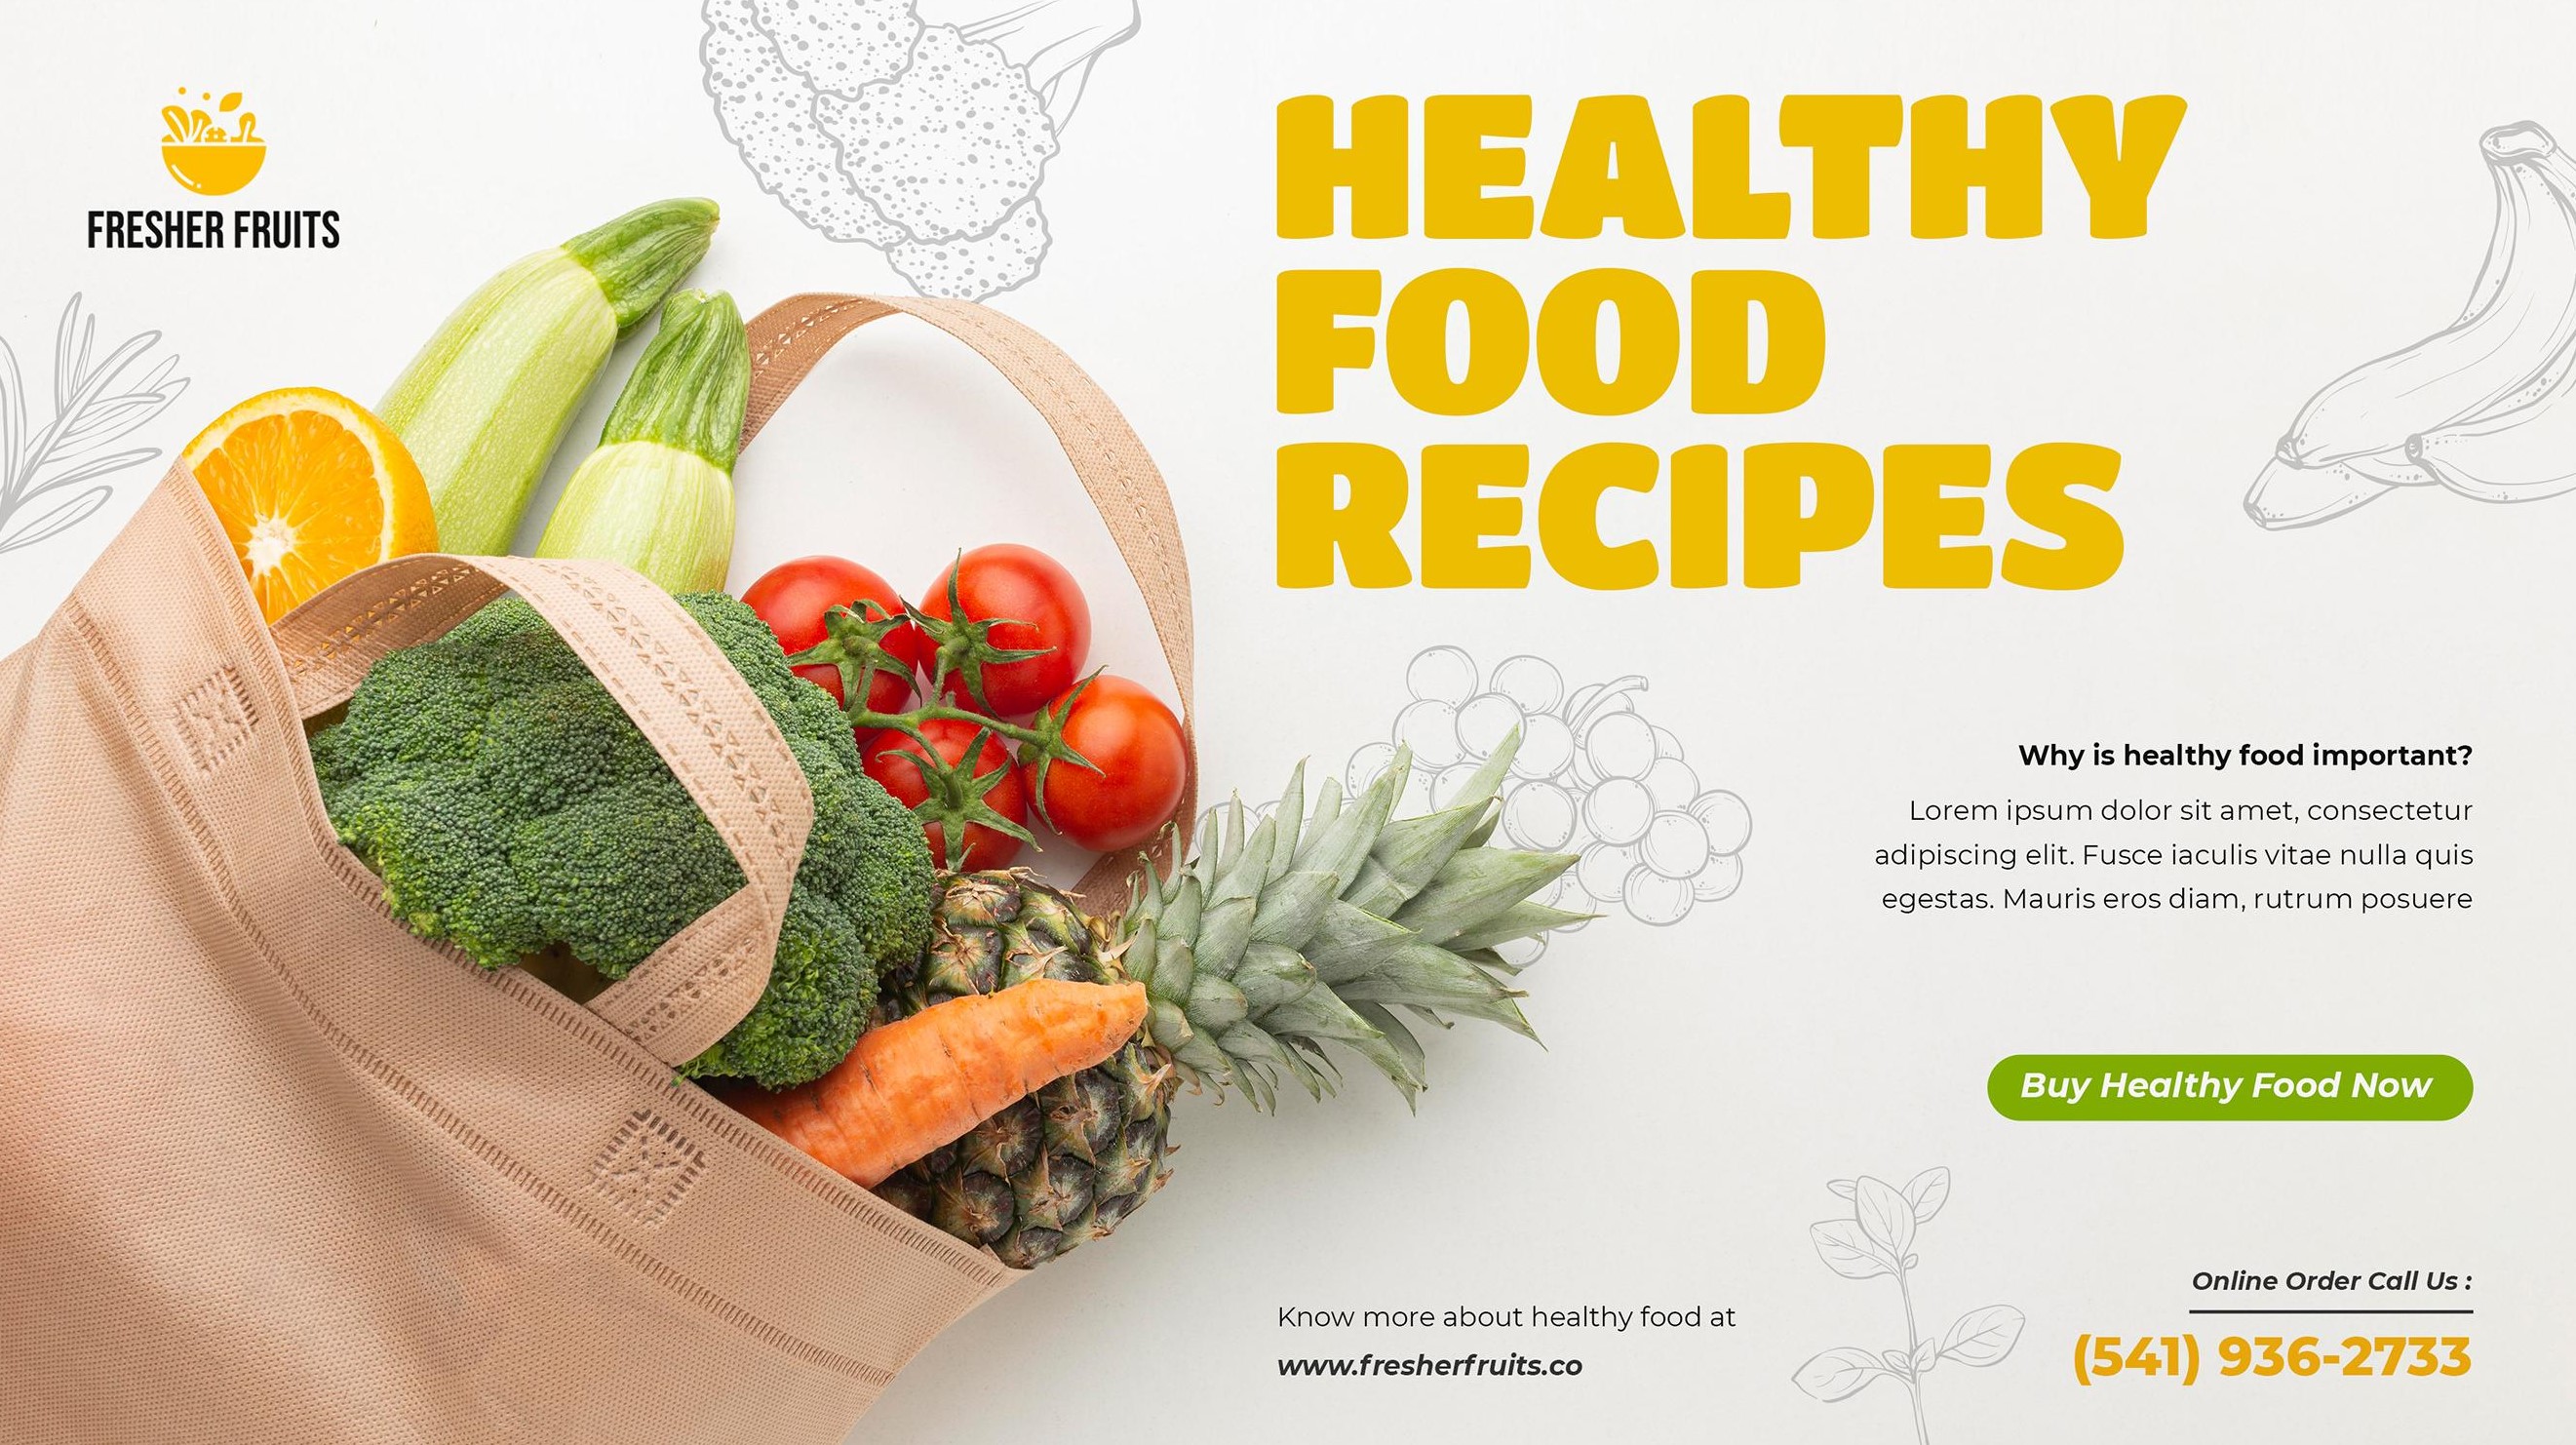 FRESHER FRUITS
HEALTHY
FOOD
RECIPES
Why is healthy food important?
Lorem ipsum dolor sit amet, consectetur
adipiscing elit. Fusce iaculis vitae nulla quis
egestas. Mauris eros diam, rutrum posuere
Buy Healthy Food Now
Know more about healthy food at
www.fresherfruits.co
Online Order Call Us :
(541) 936-2733